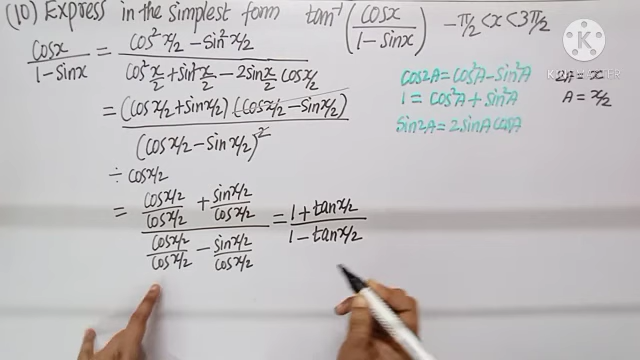 (10) Express in the simplest form tan⁻¹ (cosx / 1-sinx) -π/2 < x < 3π/2
cosx / 1-sinx = cos²x/2 - sin²x/2 / cos²x/2 + sin²x/2 - 2sinx/2 cosx/2
= (cosx/2 + sinx/2) (cosx/2 - sinx/2) / (cosx/2 - sinx/2)²
÷ cosx/2
= cosx/2 / cosx/2 + sinx/2 / cosx/2 / cosx/2 / cosx/2 - sinx/2 / cosx/2 = 1 + tanx/2 / 1 - tanx/2
cos2A = cos²A - sin²A
1 = cos²A + sin²A
sin2A = 2sinA cosA
2A = x
A = x/2
K